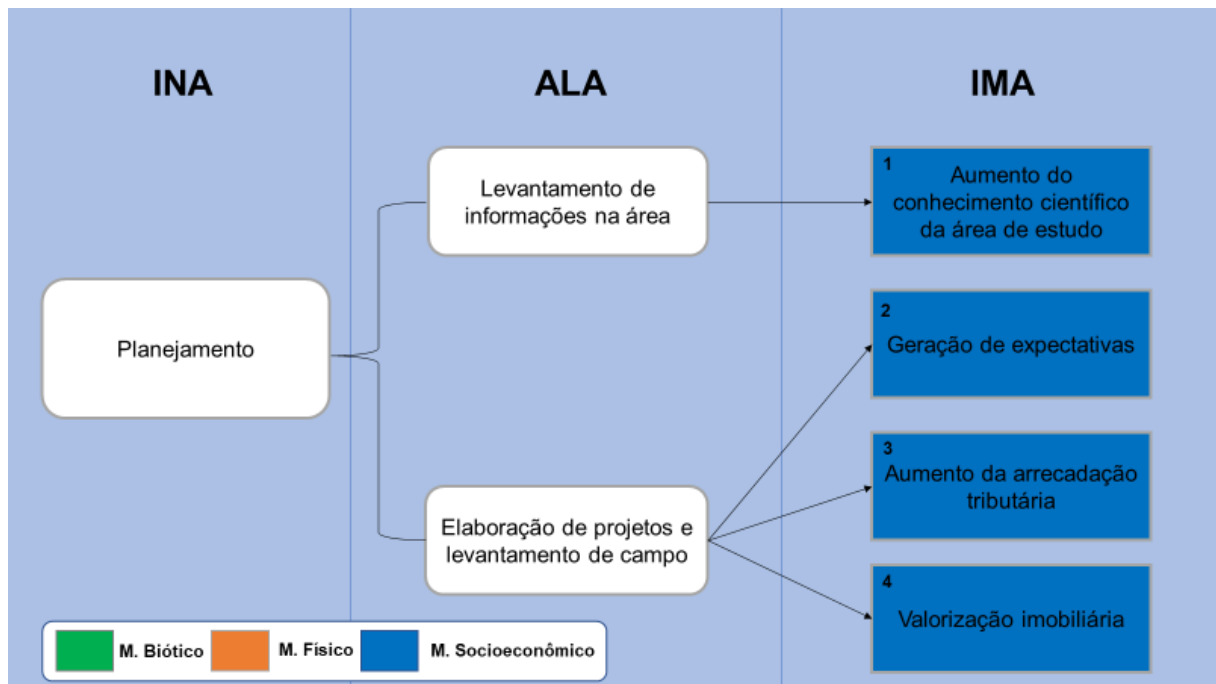 INA
ALA
IMA
Planejamento
Levantamento de
informações na área
Elaboração de projetos e
levantamento de campo
1
Aumento do
conhecimento científico
da área de estudo
2
Geração de expectativas
3
Aumento da arrecadação
tributária
4
Valorização imobiliária
M. Biótico
M. Físico
M. Socioeconômico